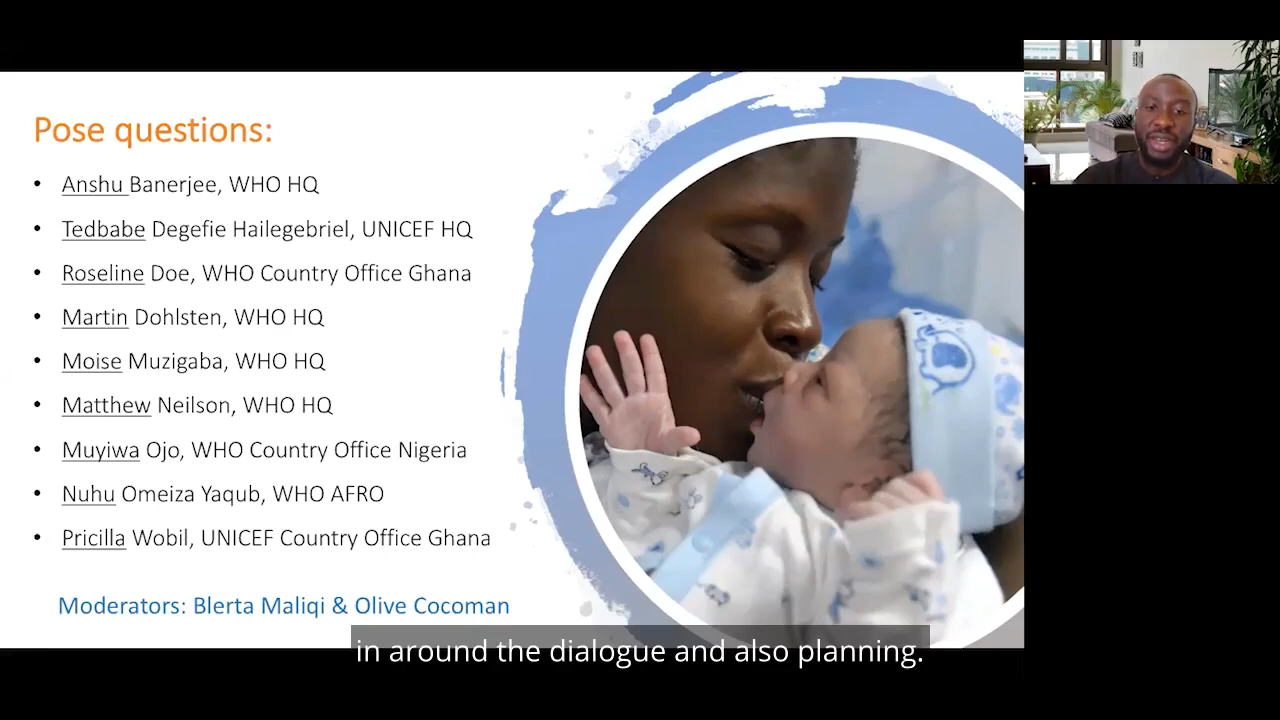 Pose questions:
• Anshu Banerjee, WHO HQ
• Tedbabe Degefie Hailegebriel, UNICEF HQ
• Roseline Doe, WHO Country Office Ghana
• Martin Dohlsten, WHO HQ
• Moise Muzigaba, WHO HQ
• Matthew Neilson, WHO HQ
• Muyiwa Ojo, WHO Country Office Nigeria
• Nuhu Omeiza Yaqub, WHO AFRO
• Pricilla Wobil, UNICEF Country Office Ghana
Moderators: Blerta Maliqi & Olive Cocoman
in around the dialogue and also planning.